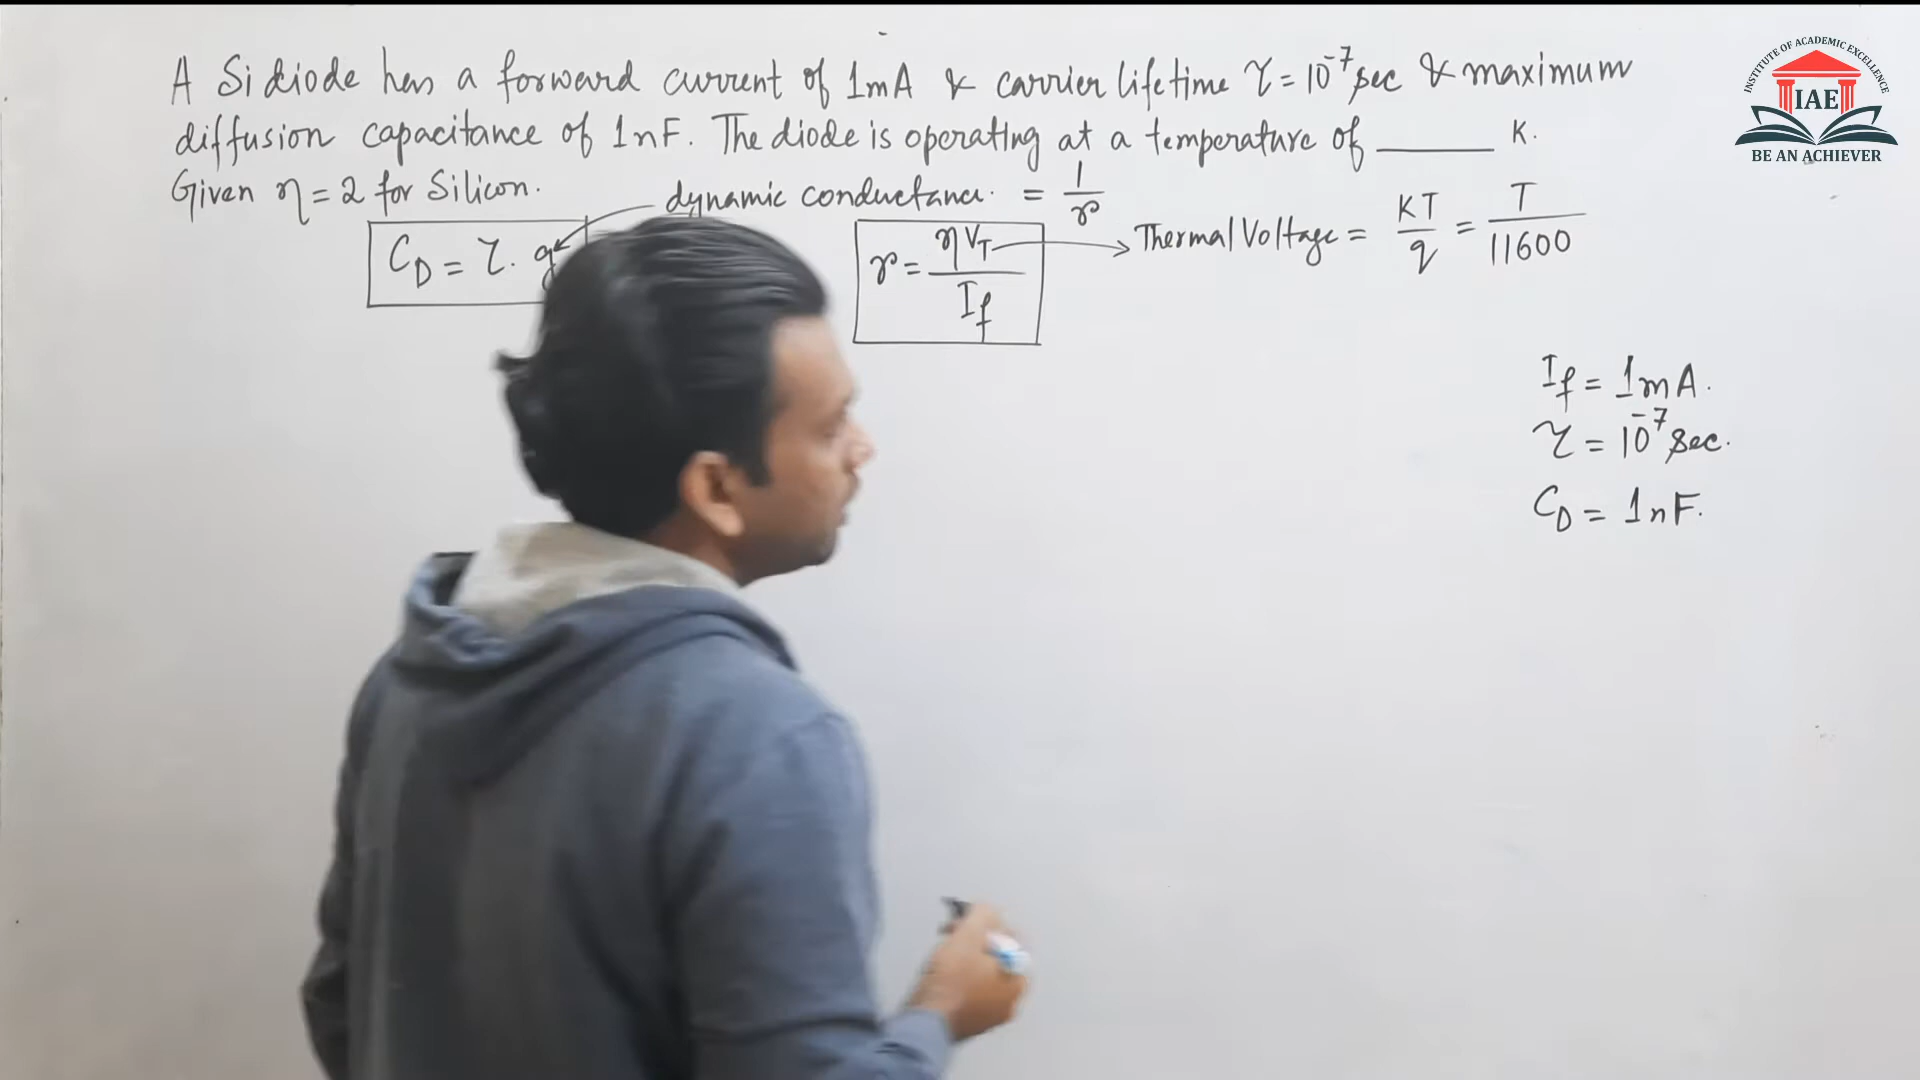 A Si diode has a forward current of 1mA & carrier lifetime τ = 10⁻⁷ sec & maximum
diffusion capacitance of 1nF. The diode is operating at a temperature of ______ K.
Given η = 2 for Silicon.
dynamic conductance. = 1/r
C_D = τ. g
r = ηV_T / I_f
Thermal Voltage = KT/q = T/11600
I_f = 1mA.
τ = 10⁻⁷ sec.
C_D = 1nF.
INSTITUTE OF ACADEMIC EXCELLENCE
IAE
BE AN ACHIEVER